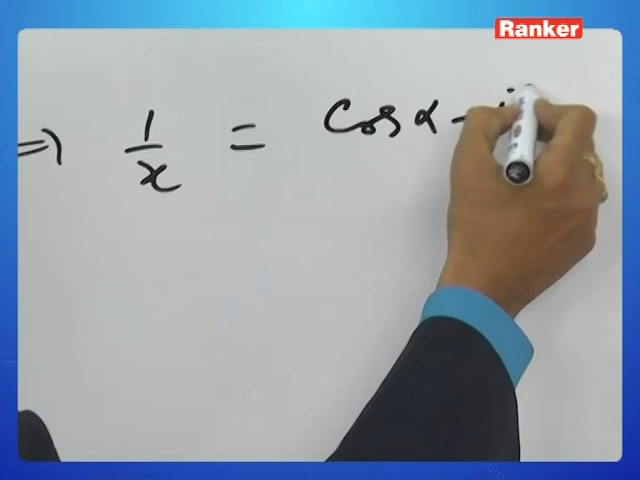 Ranker
⇒ 1/x = Cos α - i